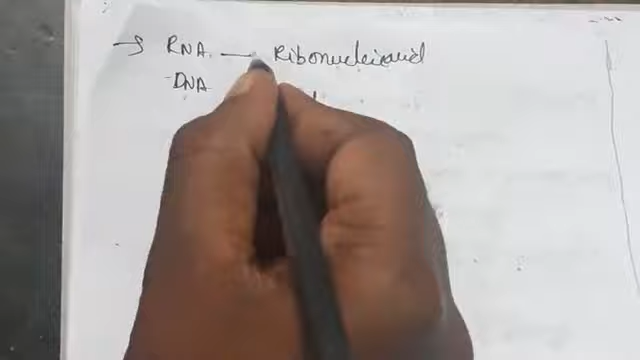 → RNA — Ribonucleicacid
DNA